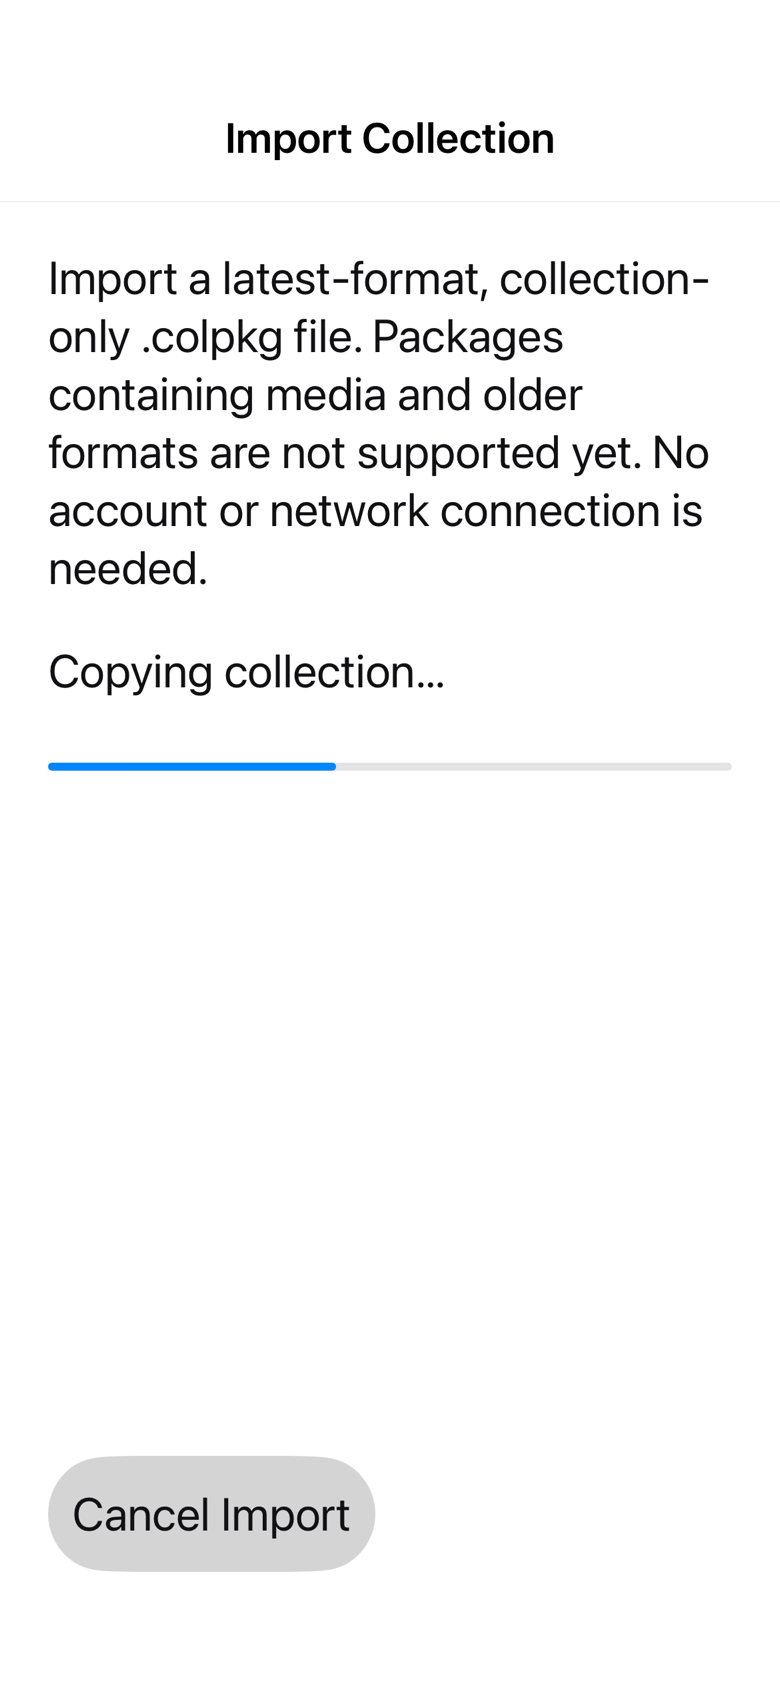 Import Collection
Import a latest-format, collection-
only .colpkg file. Packages
containing media and older
formats are not supported yet. No
account or network connection is
needed.
Copying collection…
Cancel Import